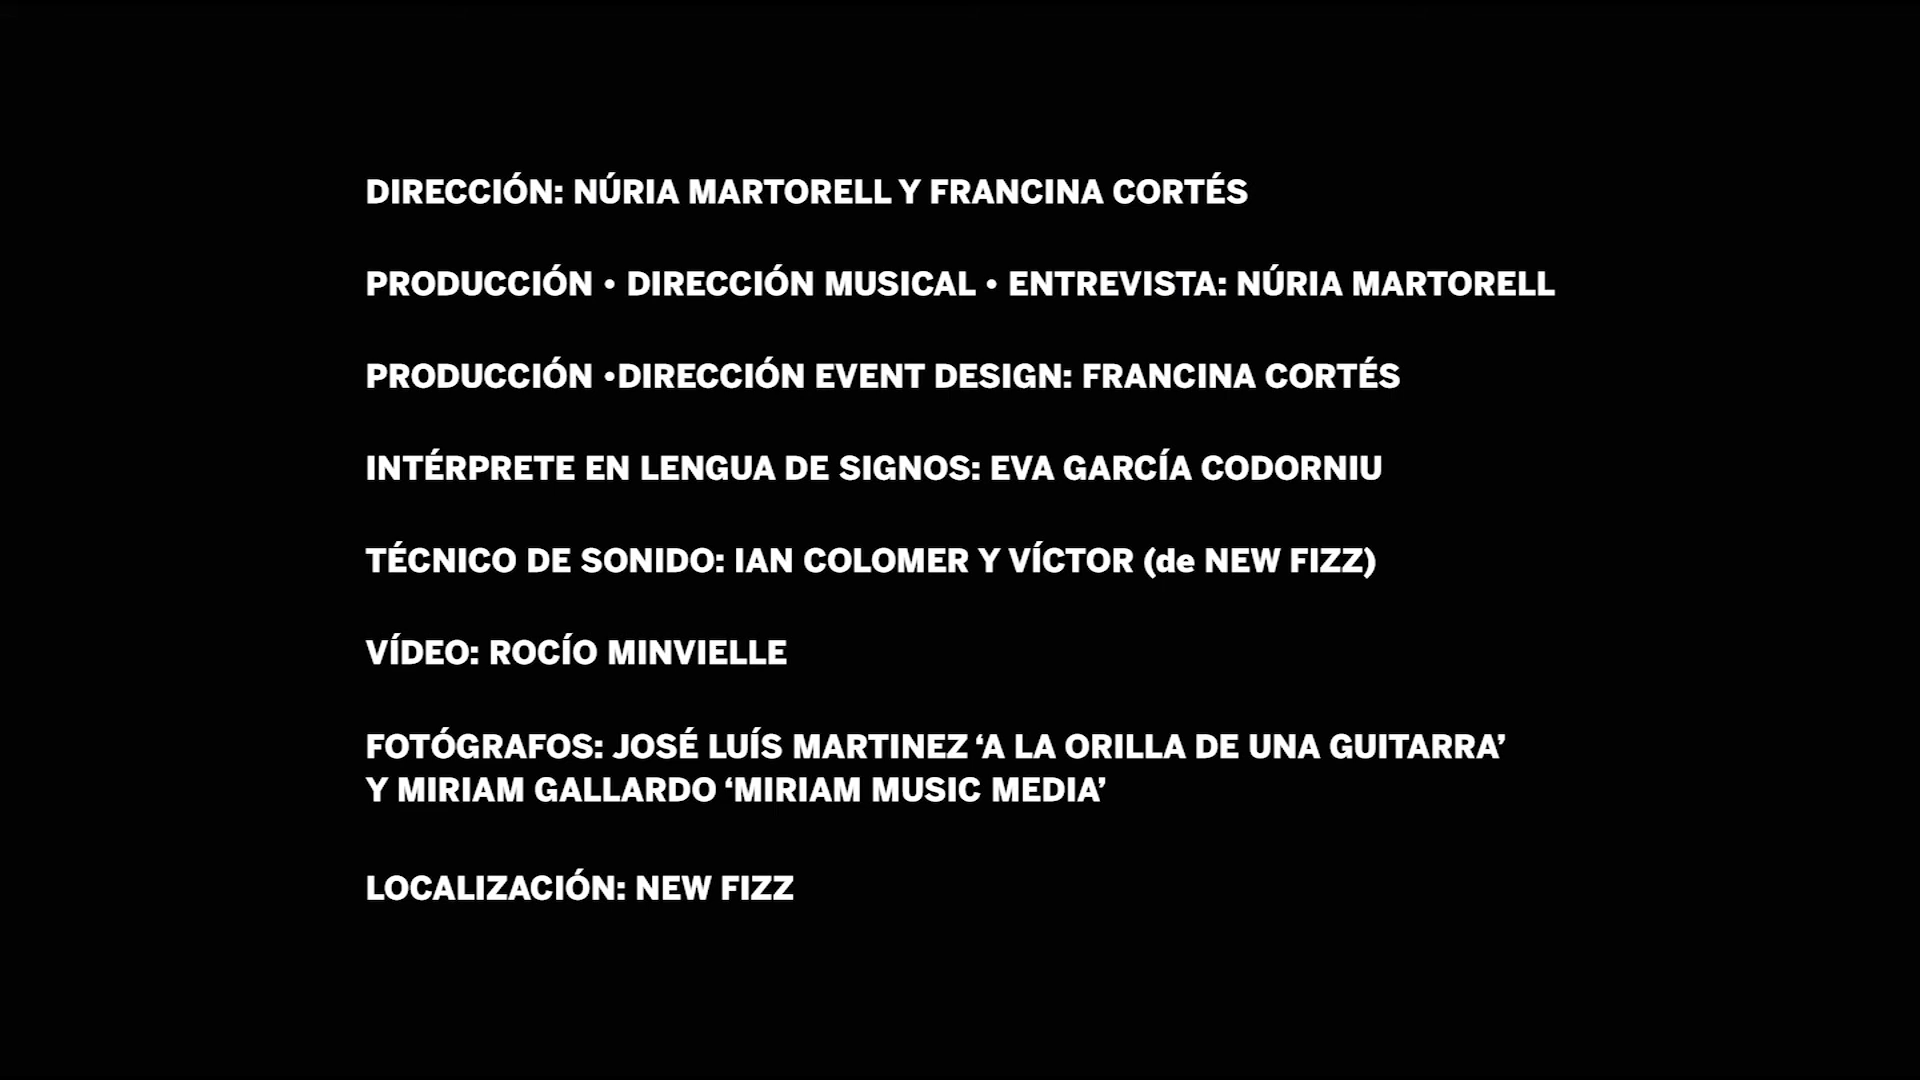 DIRECCIÓN: NÚRIA MARTORELL Y FRANCINA CORTÉS
PRODUCCIÓN • DIRECCIÓN MUSICAL • ENTREVISTA: NÚRIA MARTORELL
PRODUCCIÓN •DIRECCIÓN EVENT DESIGN: FRANCINA CORTÉS
INTÉRPRETE EN LENGUA DE SIGNOS: EVA GARCÍA CODORNIU
TÉCNICO DE SONIDO: IAN COLOMER Y VÍCTOR (de NEW FIZZ)
VÍDEO: ROCÍO MINVIELLE
FOTÓGRAFOS: JOSÉ LUÍS MARTINEZ ‘A LA ORILLA DE UNA GUITARRA’
Y MIRIAM GALLARDO ‘MIRIAM MUSIC MEDIA’
LOCALIZACIÓN: NEW FIZZ